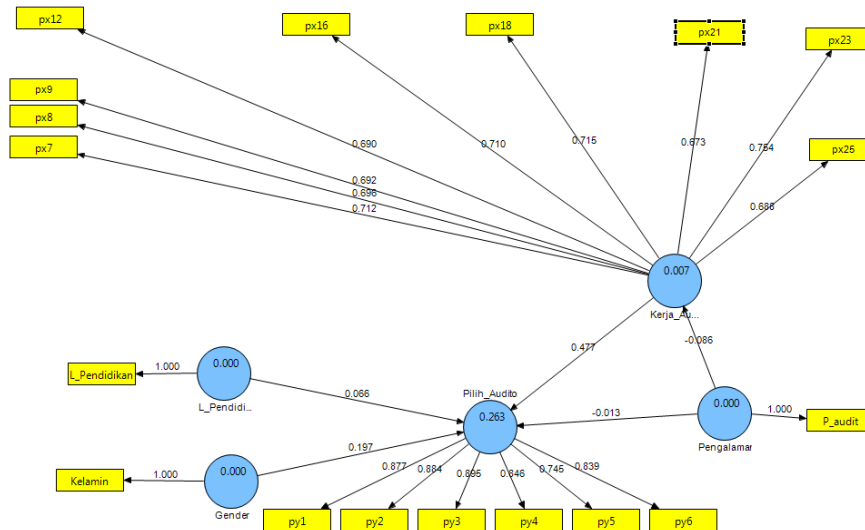 px12
px16
px18
px21
px23
px9
px8
px7
px25
0.690
0.710
0.715
0.673
0.754
0.692
0.696
0.712
0.688
0.007
Kerja_Au...
0.477
-0.086
L_Pendidikan
1.000
0.000
L_Pendidi...
0.066
Pilih_Audito
0.263
-0.013
0.000
Pengalamar
1.000
P_audit
Kelamin
1.000
0.000
Gender
0.197
0.877
0.884
0.895
0.846
0.745
0.839
py1
py2
py3
py4
py5
py6